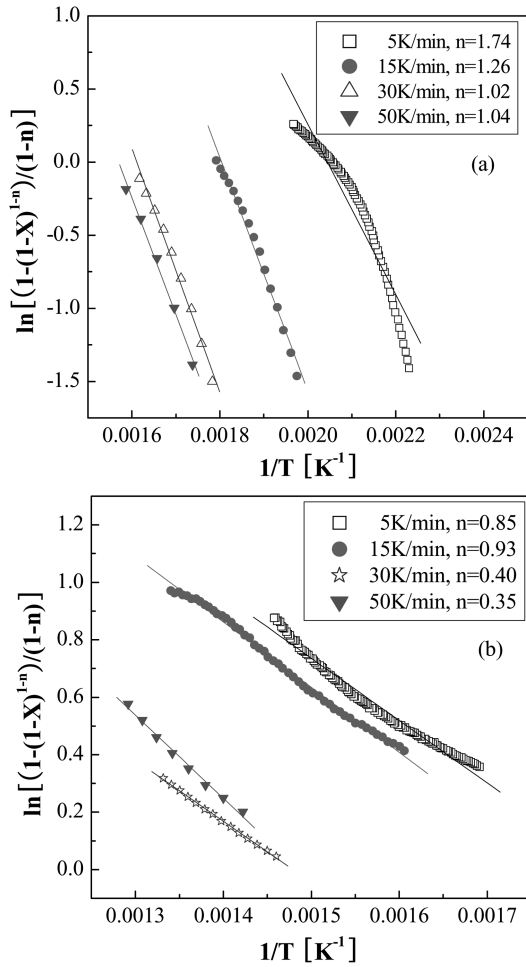 1.0
0.5
0.0
-0.5
-1.0
-1.5
ln[(1-(1-X)^{1-n})/(1-n)]
5K/min, n=1.74
15K/min, n=1.26
30K/min, n=1.02
50K/min, n=1.04
(a)
0.0016 0.0018 0.0020 0.0022 0.0024
1/T [K^{-1}]
1.2
1.0
0.8
0.6
0.4
0.2
0.0
ln[(1-(1-X)^{1-n})/(1-n)]
5K/min, n=0.85
15K/min, n=0.93
30K/min, n=0.40
50K/min, n=0.35
(b)
0.0013 0.0014 0.0015 0.0016 0.0017
1/T [K^{-1}]